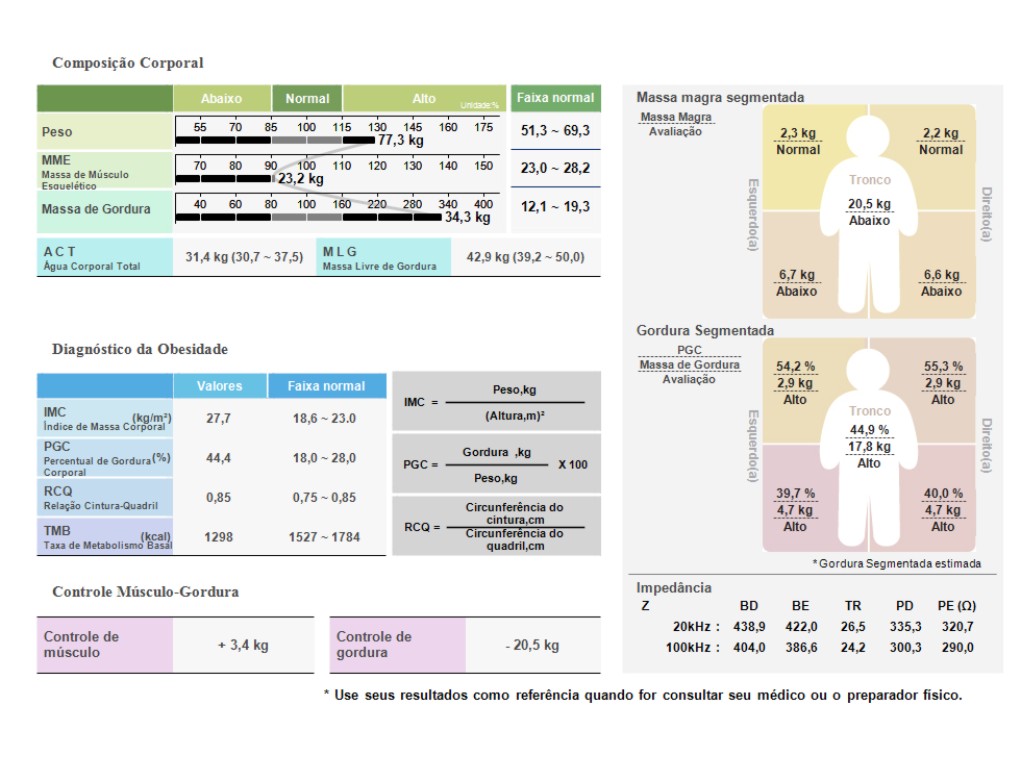 Composição Corporal
Abaixo Normal Alto Unidade:% Faixa normal
Peso 55 70 85 100 115 130 145 160 175 77,3 kg 51,3 ~ 69,3
MME 70 80 90 100 110 120 130 140 150 23,2 kg 23,0 ~ 28,2
Massa de Músculo
Esquelético
Massa de Gordura 40 60 80 100 160 220 280 340 400 34,3 kg 12,1 ~ 19,3
A C T 31,4 kg (30,7 ~ 37,5) M L G 42,9 kg (39,2 ~ 50,0)
Água Corporal Total Massa Livre de Gordura
Diagnóstico da Obesidade
Valores Faixa normal
IMC (kg/m²) 27,7 18,6 ~ 23.0
Índice de Massa Corporal
PGC (%) 44,4 18,0 ~ 28,0
Percentual de Gordura
Corporal
RCQ 0,85 0,75 ~ 0,85
Relação Cintura-Quadril
TMB (kcal) 1298 1527 ~ 1784
Taxa de Metabolismo Basal
IMC = Peso,kg
(Altura,m)²
PGC = Gordura ,kg X 100
Peso,kg
RCQ = Circunferência do
cintura,cm
Circunferência do
quadril,cm
Controle Músculo-Gordura
Controle de
músculo
+ 3,4 kg
Controle de
gordura
- 20,5 kg
Massa magra segmentada
Massa Magra
Avaliação
2,3 kg
Normal
2,2 kg
Normal
Tronco
20,5 kg
Abaixo
Esquerdo(a)
Direito(a)
6,7 kg
Abaixo
6,6 kg
Abaixo
Gordura Segmentada
PGC
Massa de Gordura
Avaliação
54,2 %
2,9 kg
Alto
55,3 %
2,9 kg
Alto
Tronco
44,9 %
17,8 kg
Alto
Esquerdo(a)
Direito(a)
39,7 %
4,7 kg
Alto
40,0 %
4,7 kg
Alto
* Gordura Segmentada estimada
Impedância
Z BD BE TR PD PE (Ω)
20kHz : 438,9 422,0 26,5 335,3 320,7
100kHz : 404,0 386,6 24,2 300,3 290,0
* Use seus resultados como referência quando for consultar seu médico ou o preparador físico.